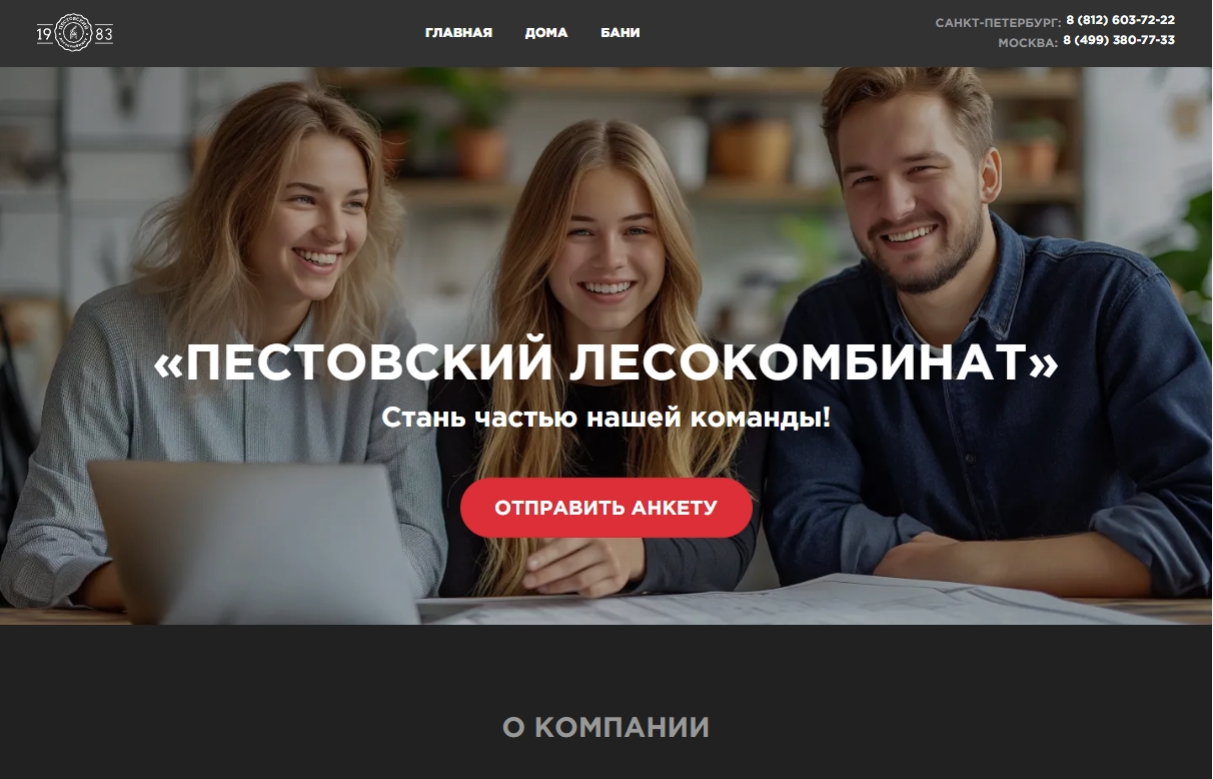 19 ПЕСТОВСКИЙ 83
ГЛАВНАЯ ДОМА БАНИ
САНКТ-ПЕТЕРБУРГ: 8 (812) 603-72-22
МОСКВА: 8 (499) 380-77-33
«ПЕСТОВСКИЙ ЛЕСОКОМБИНАТ»
Стань частью нашей команды!
ОТПРАВИТЬ АНКЕТУ
О КОМПАНИИ